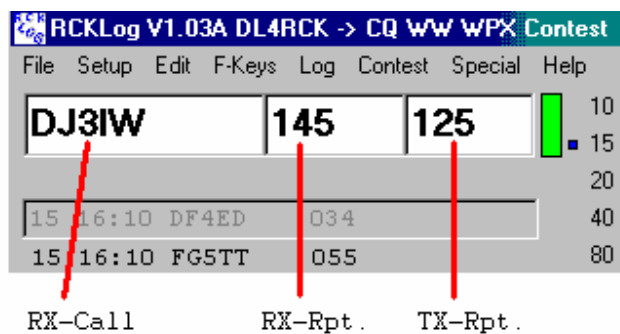 RCKLog V1.03A DL4RCK -> CQ WW WPX Contest
File Setup Edit F-Keys Log Contest Special Help
DJ3IW 145 125 10
15
20
15 16:10 DF4ED 034 40
15 16:10 FG5TT 055 80
RX-Call RX-Rpt. TX-Rpt.